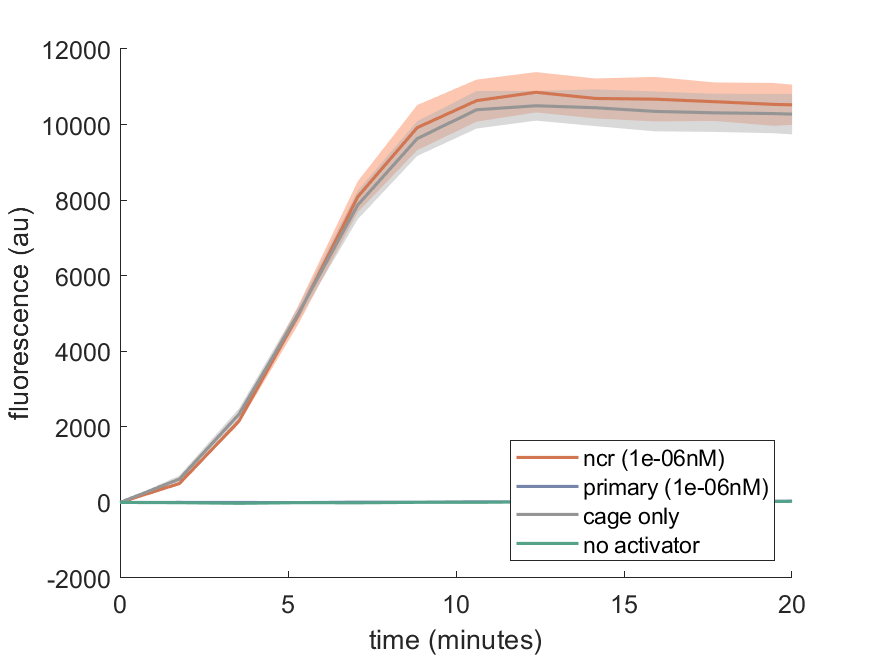 12000
10000
8000
6000
4000
2000
0
-2000
fluorescence (au)
ncr (1e-06nM)
primary (1e-06nM)
cage only
no activator
0 5 10 15 20
time (minutes)